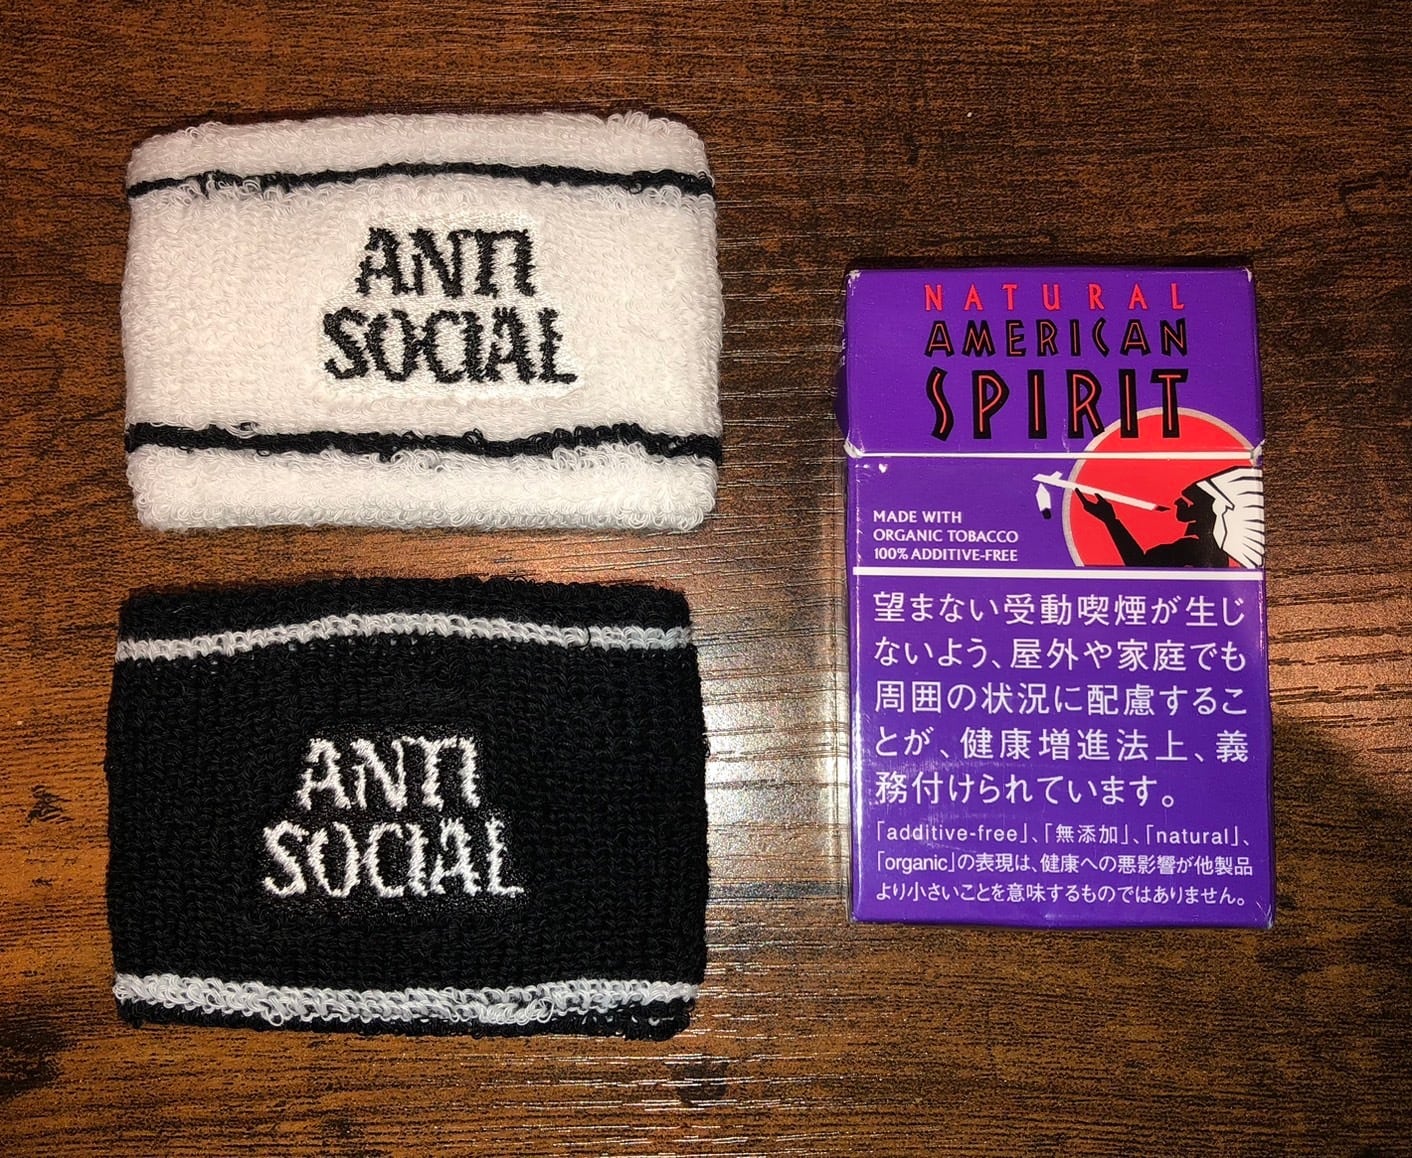 ANTI
SOCIAL
ANTI
SOCIAL
NATURAL
AMERICAN
SPIRIT
MADE WITH
ORGANIC TOBACCO
100% ADDITIVE-FREE
望まない受動喫煙が生じ
ないよう、屋外や家庭でも
周囲の状況に配慮するこ
とが、健康増進法上、義
務付けられています。
「additive-free」、「無添加」、「natural」、
「organic」の表現は、健康への悪影響が他製品
より小さいことを意味するものではありません。